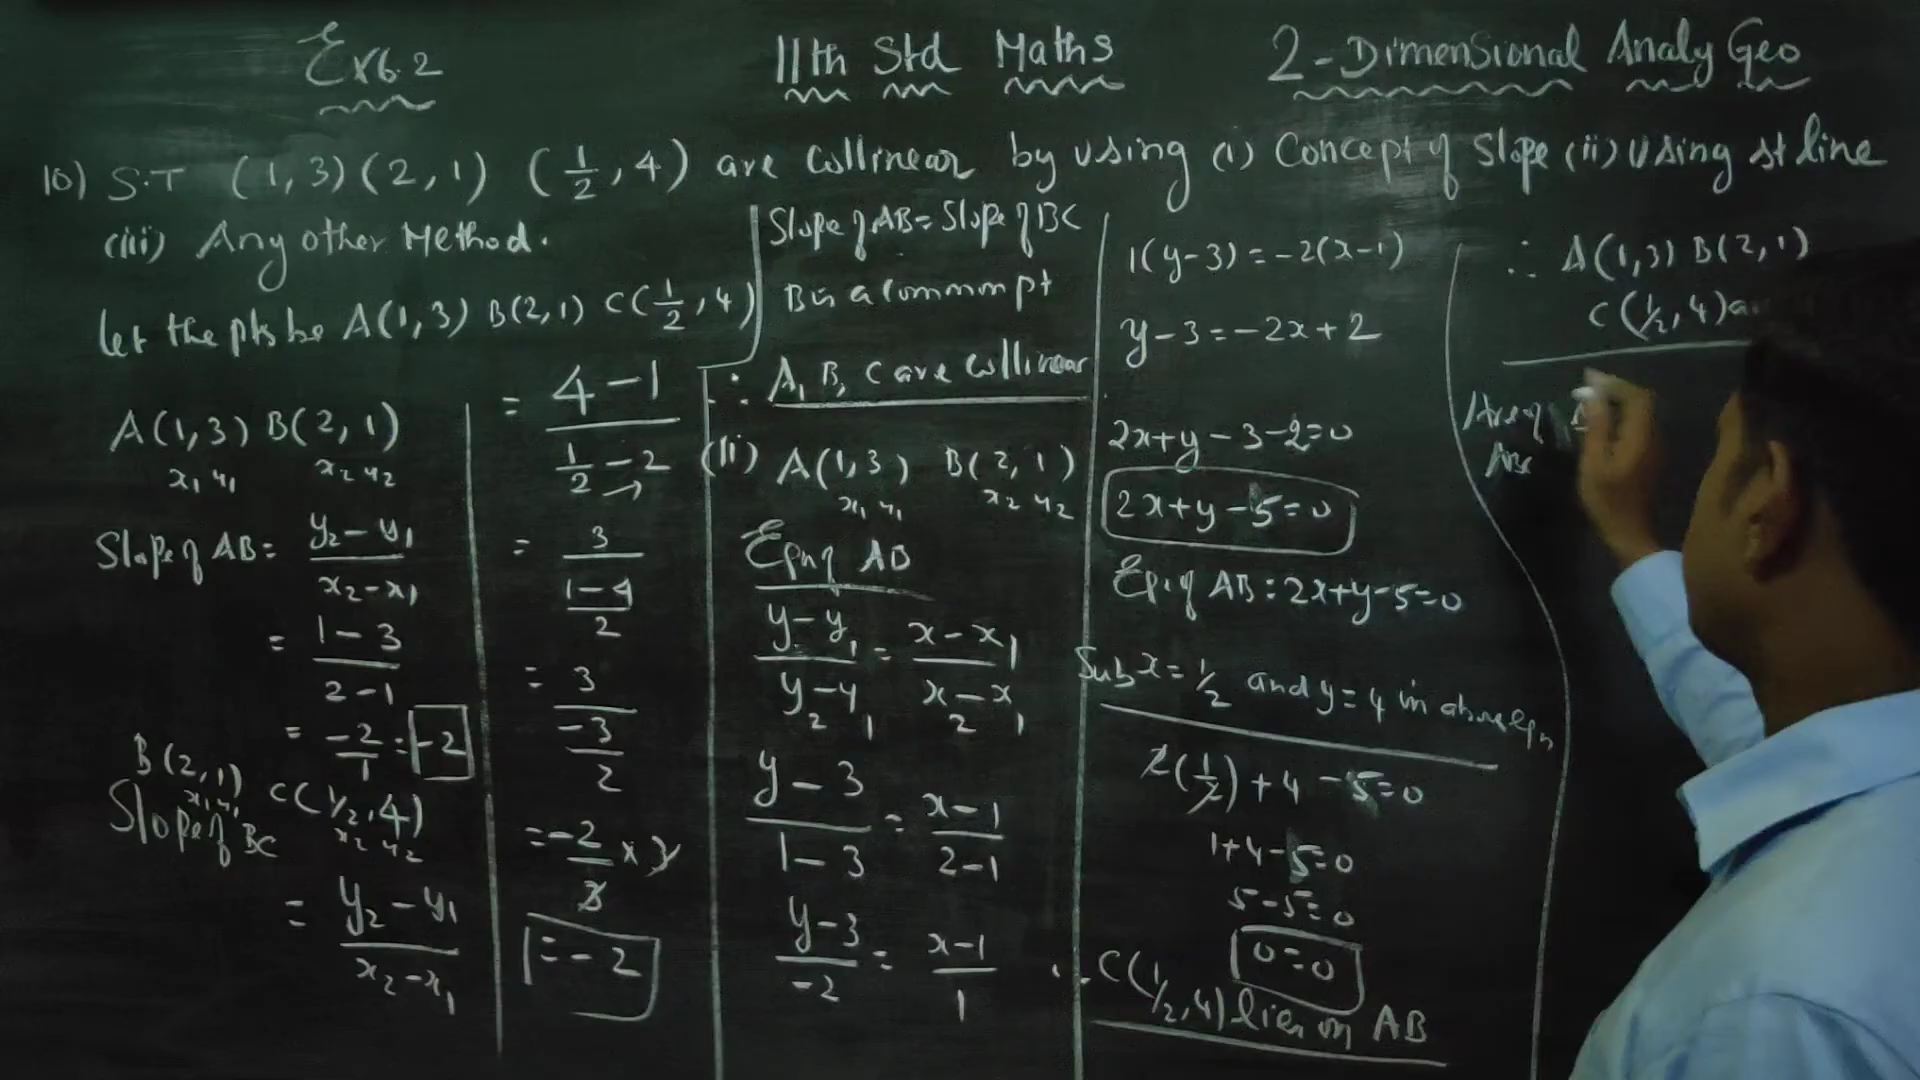 Ex 6.2
11th Std Maths
2-Dimensional Analy Geo
10) S.T (1,3) (2,1) (1/2, 4) are collinear by using (i) Concept of Slope (ii) Using st line
(iii) Any other Method.
let the pts be A(1,3) B(2,1) C(1/2, 4)
A(1,3) B(2,1)
x₁ y₁ x₂ y₂
Slope of AB = (y₂ - y₁)/(x₂ - x₁)
= (1-3)/(2-1)
= -2/1 = -2
B(2,1) C(1/2, 4)
x₁ y₁ x₂ y₂
Slope of BC
= (y₂ - y₁)/(x₂ - x₁)
= (4-1)/(1/2 - 2)
= 3/((1-4)/2)
= 3/(-3/2)
= -2/3 × 3
= -2
Slope of AB = Slope of BC
B is a common pt
∴ A, B, C are collinear
(ii) A(1,3) B(2,1)
x₁ y₁ x₂ y₂
Eqn of AB
(y-y₁)/(y₂-y₁) = (x-x₁)/(x₂-x₁)
(y-3)/(1-3) = (x-1)/(2-1)
(y-3)/-2 = (x-1)/1
1(y-3) = -2(x-1)
y-3 = -2x+2
2x+y-3-2=0
2x+y-5=0
Eqn of AB: 2x+y-5=0
Sub x = 1/2 and y = 4 in above eqn
2(1/2)+4-5=0
1+4-5=0
5-5=0
0=0
∴ C(1/2, 4) lies on AB
∴ A(1,3) B(2,1)
C(1/2, 4)
Area of
ABC